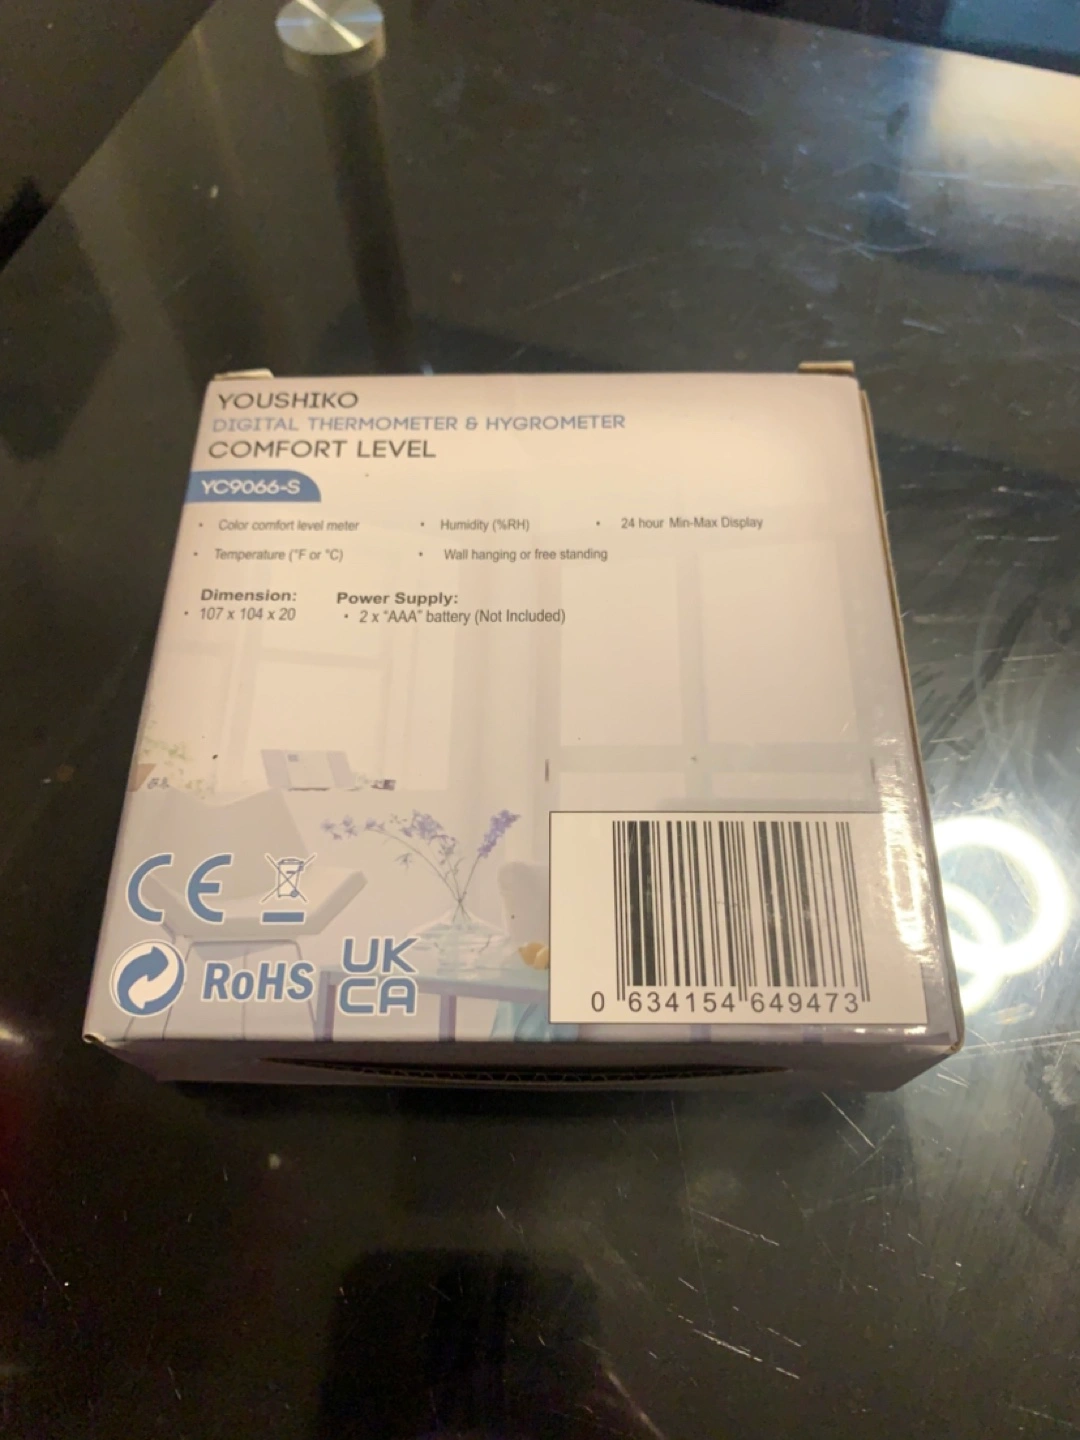 YOUSHIKO
DIGITAL THERMOMETER & HYGROMETER
COMFORT LEVEL
YC9066-S
• Color comfort level meter • Humidity (%RH) • 24 hour Min-Max Display
• Temperature (°F or °C) • Wall hanging or free standing
Dimension: Power Supply:
• 107 x 104 x 20 • 2 x "AAA" battery (Not Included)
CE
RoHS UK
CA
0 634154 649473